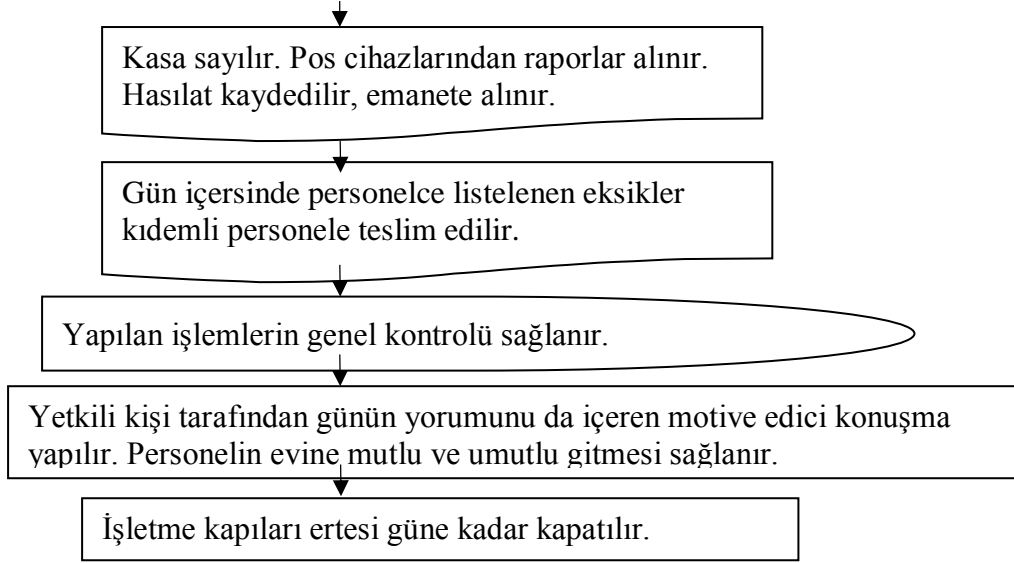 Kasa sayılır. Pos cihazlarından raporlar alınır.
Hasılat kaydedilir, emanete alınır.
Gün içersinde personelce listelenen eksikler
kıdemli personele teslim edilir.
Yapılan işlemlerin genel kontrolü sağlanır.
Yetkili kişi tarafından günün yorumunu da içeren motive edici konuşma
yapılır. Personelin evine mutlu ve umutlu gitmesi sağlanır.
İşletme kapıları ertesi güne kadar kapatılır.